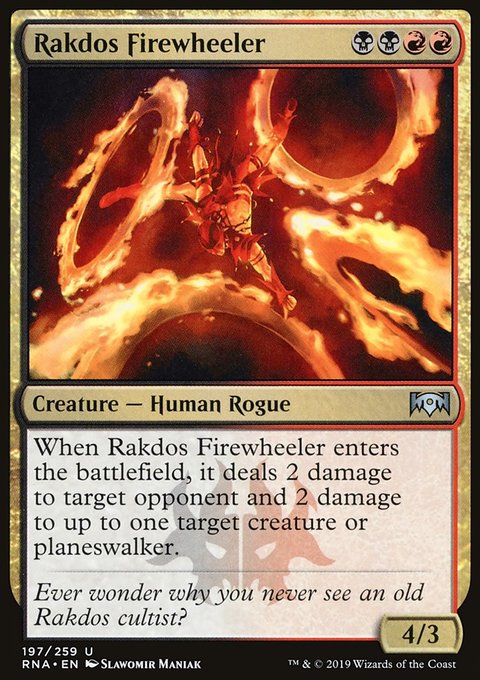 Rakdos Firewheeler
Creature — Human Rogue
When Rakdos Firewheeler enters
the battlefield, it deals 2 damage
to target opponent and 2 damage
to up to one target creature or
planeswalker.
Ever wonder why you never see an old
Rakdos cultist?
4/3
197/259 U
RNA • EN Slawomir Maniak
™ & © 2019 Wizards of the Coast